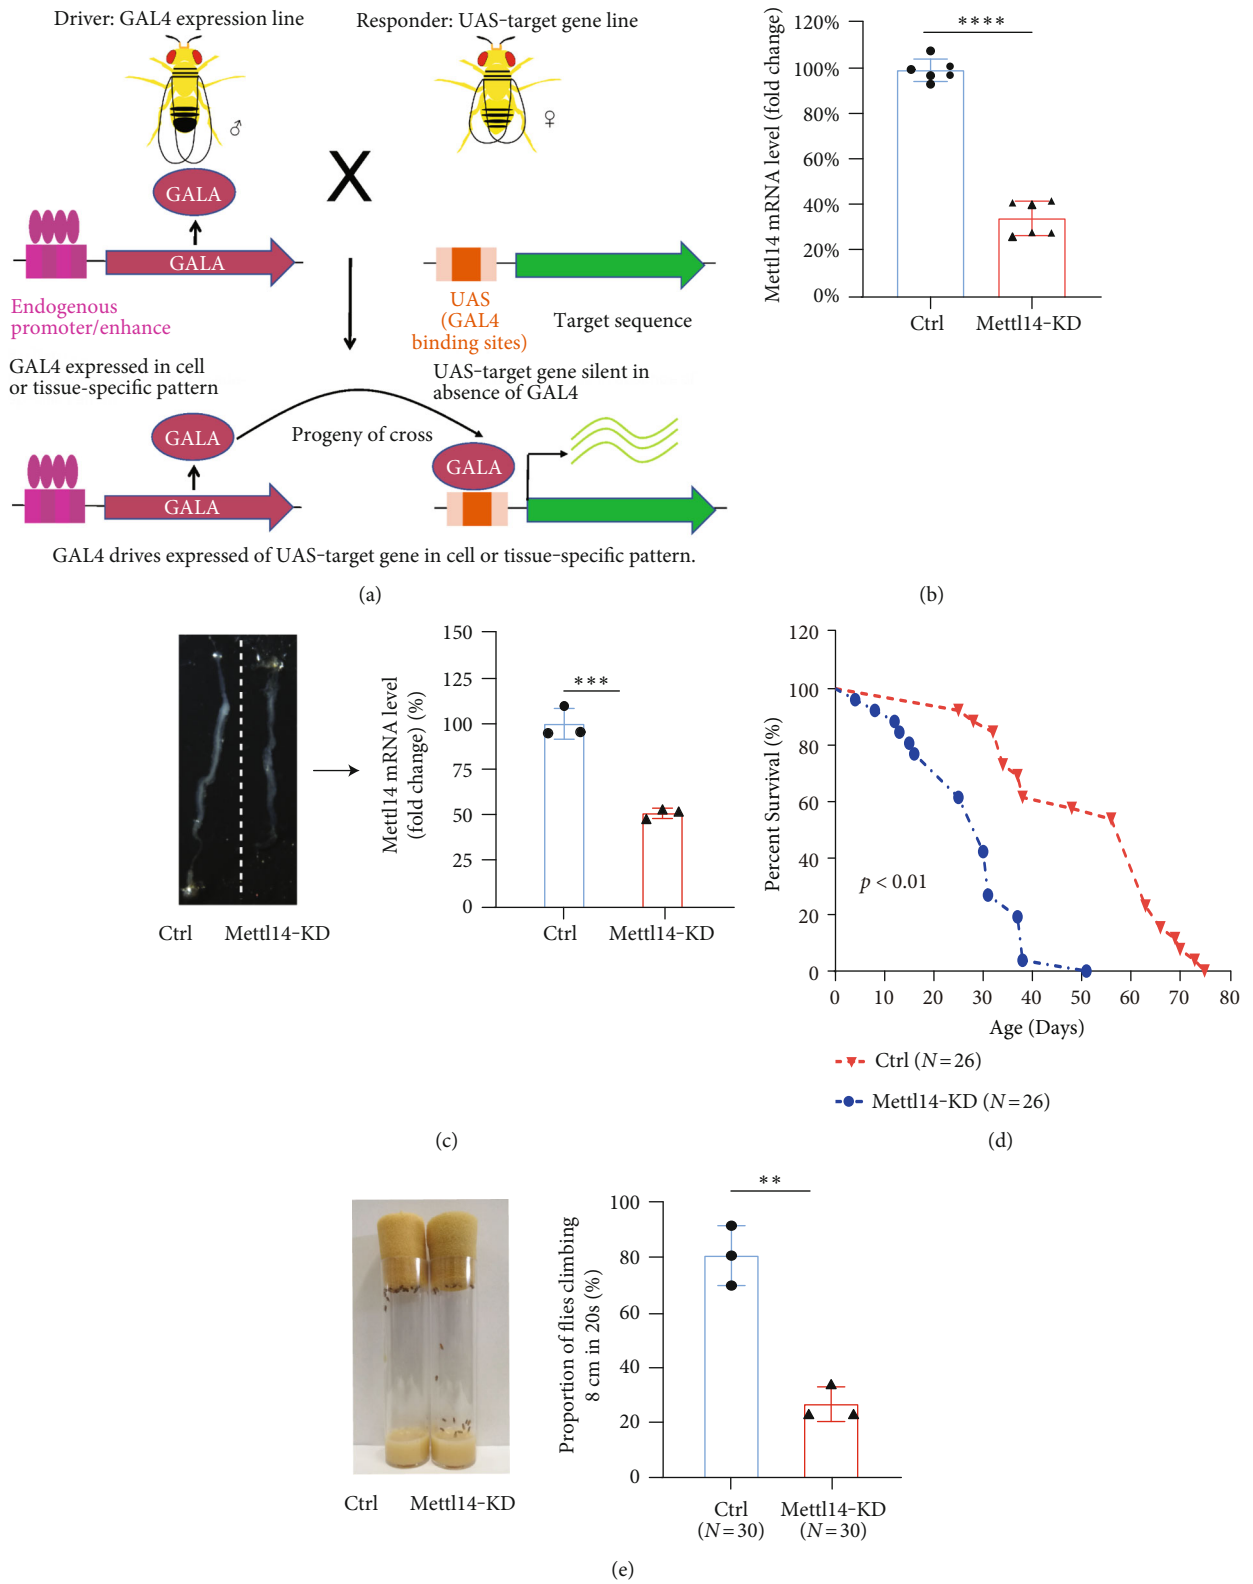 Driver: GAL4 expression line
Responder: UAS-target gene line
♂
♀
X
GALA
GALA
Endogenous
promoter/enhance
UAS
(GAL4
binding sites)
Target sequence
GAL4 expressed in cell
or tissue-specific pattern
UAS-target gene silent in
absence of GAL4
GALA
Progeny of cross
GALA
GALA
GAL4 drives expressed of UAS-target gene in cell or tissue-specific pattern.
(a)
Mettl14 mRNA level (fold change)
120%
100%
80%
60%
40%
20%
0%
****
Ctrl
Mettl14-KD
(b)
Ctrl
Mettl14-KD
Mettl14 mRNA level
(fold change) (%)
150
125
100
75
50
25
0
***
Ctrl
Mettl14-KD
(c)
Percent Survival (%)
120
100
80
60
40
20
0
p < 0.01
0 10 20 30 40 50 60 70 80
Age (Days)
Ctrl (N=26)
Mettl14-KD (N=26)
(d)
Ctrl
Mettl14-KD
Proportion of flies climbing
8 cm in 20s (%)
100
80
60
40
20
0
**
Ctrl
(N=30)
Mettl14-KD
(N=30)
(e)